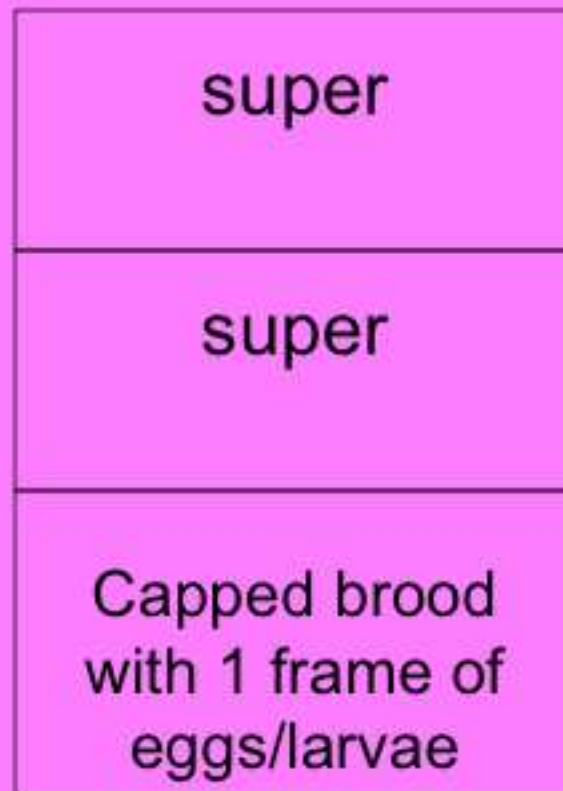 super
super
Capped brood
with 1 frame of
eggs/larvae